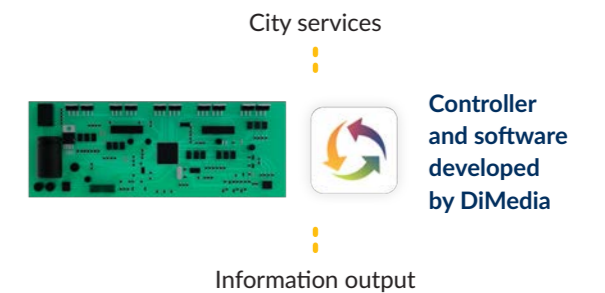 City services
Controller
and software
developed
by DiMedia
Information output